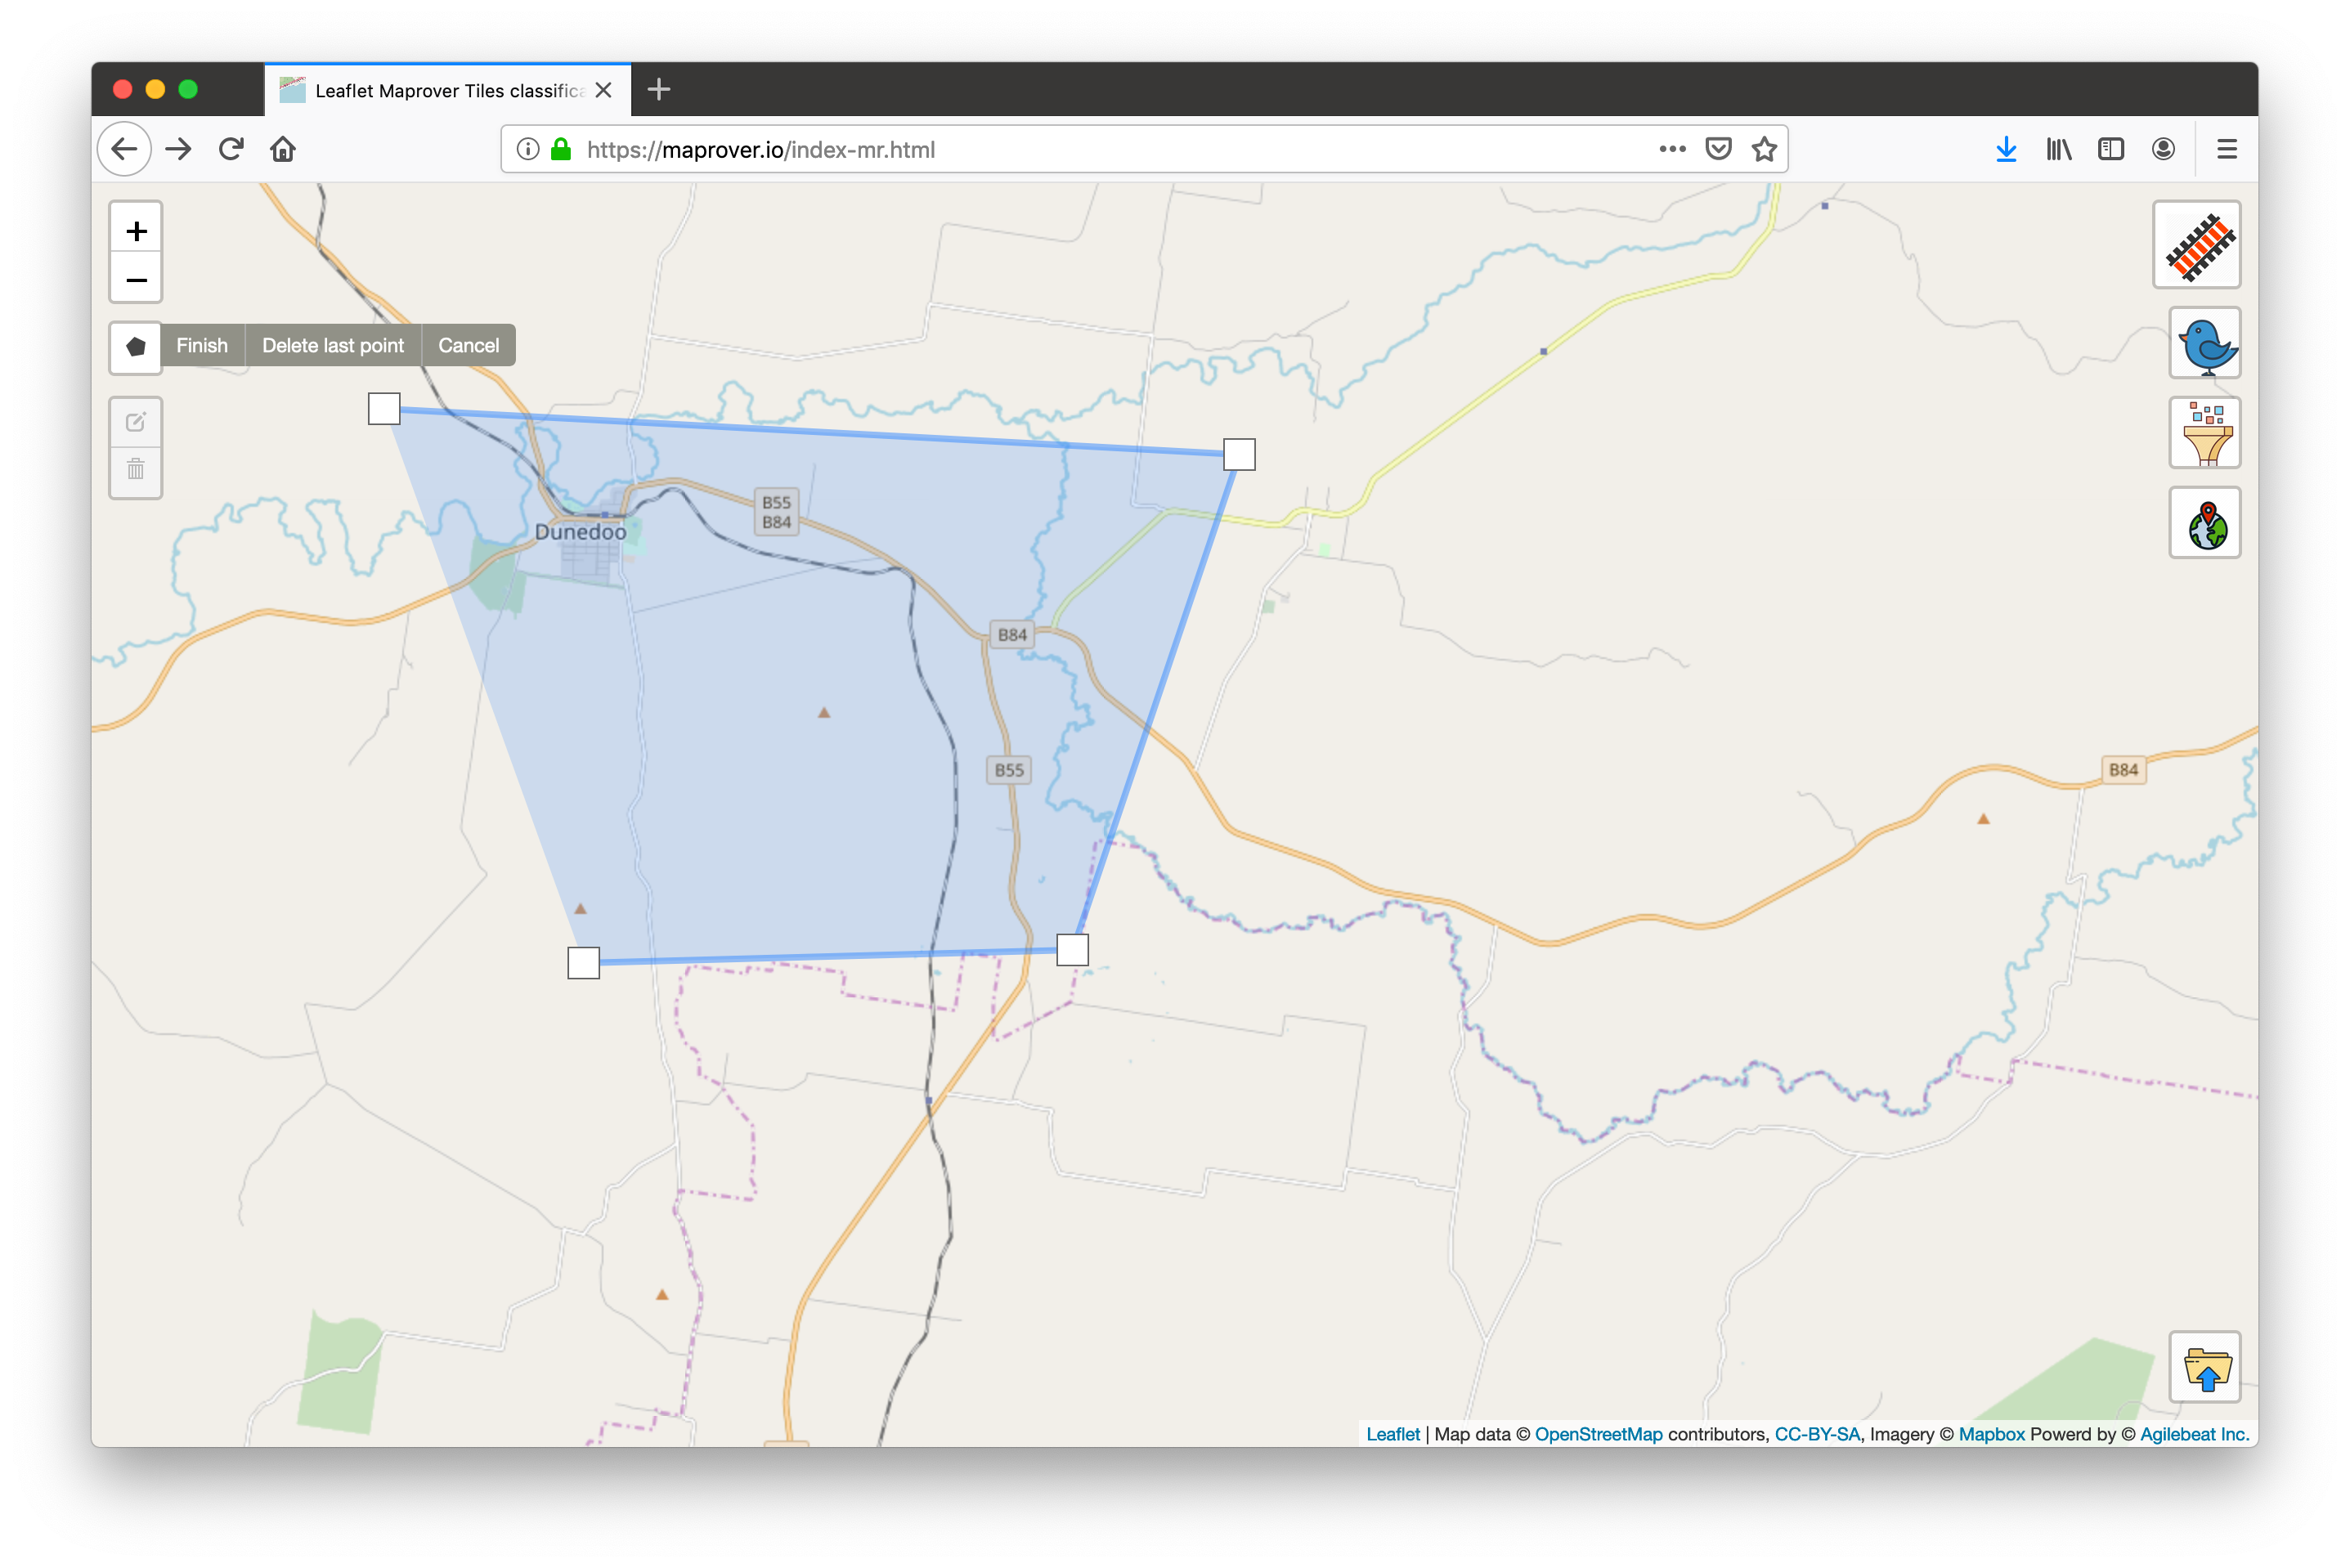 Leaflet Maprover Tiles classifica
https://maprover.io/index-mr.html
+
−
Finish Delete last point Cancel
B55
B84
Dunedoo
B84
B55
B84
Leaflet | Map data © OpenStreetMap contributors, CC-BY-SA, Imagery © Mapbox Powerd by © Agilebeat Inc.